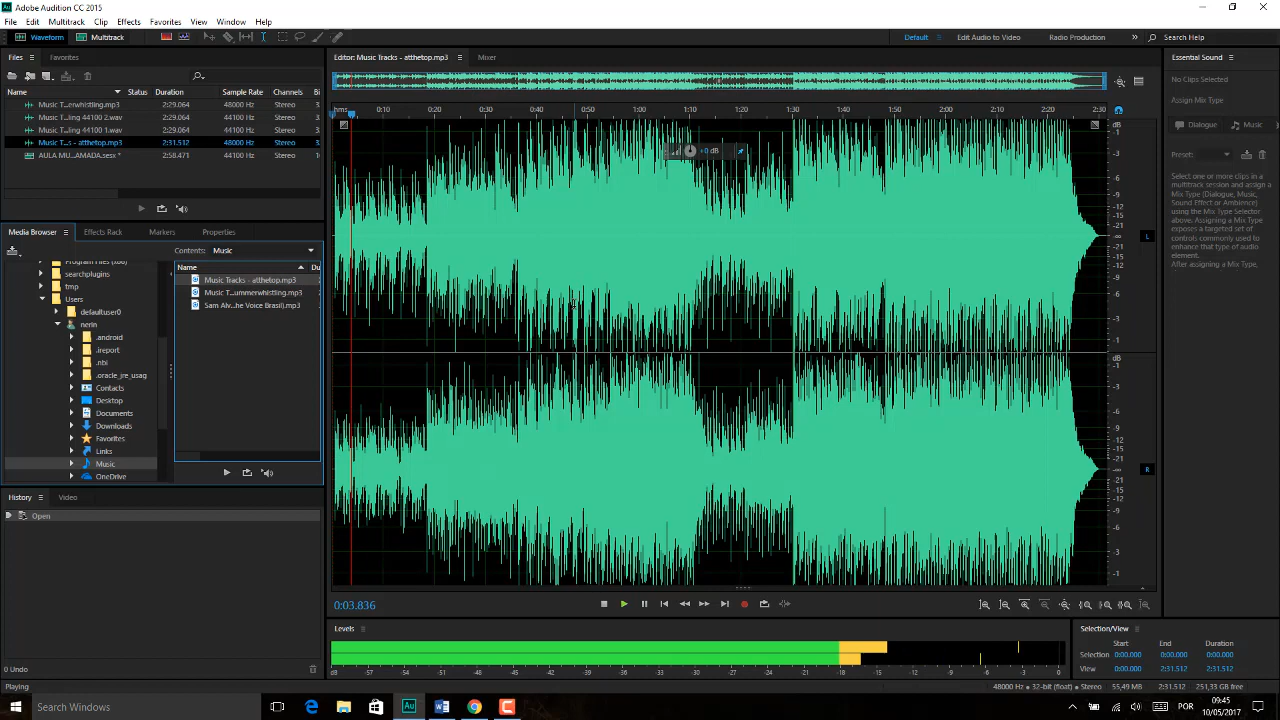 Adobe Audition CC 2015
File Edit Multitrack Clip Effects Favorites View Window Help
Waveform Multitrack Default Edit Audio to Video Radio Production Search Help
Files Favorites
Name Status Duration Sample Rate Channels Bi
Music T...erwhistling.mp3 2:29.064 48000 Hz Stereo 3
Music T...ling 44100 2.wav 2:29.064 44100 Hz Stereo 3
Music T...ling 44100 1.wav 2:29.064 44100 Hz Stereo 3
Music T...s - atthetop.mp3 2:31.512 48000 Hz Stereo 3
AULA MU...AMADA.sesx * 2:58.471 44100 Hz Stereo
Media Browser Effects Rack Markers Properties
Contents: Music
searchplugins
tmp
Users
defaultuser0
nerin
.android
.ireport
.nbi
.oracle_jre_usag
Contacts
Desktop
Documents
Downloads
Favorites
Links
Music
OneDrive
Name Du
Music Tracks - atthetop.mp3
Music T...ummerwhistling.mp3
Sam Alv...he Voice Brasil).mp3
History Video
Open
0 Undo
Playing
Editor: Music Tracks - atthetop.mp3 Mixer
hms 0:10 0:20 0:30 0:40 0:50 1:00 1:10 1:20 1:30 1:40 1:50 2:00 2:10 2:20 2:30
+0 dB
dB
-1
-3
-6
-9
-12
-15
-21
-∞
-21
-15
-12
-9
-6
-3
-1
L
dB
-1
-3
-6
-9
-12
-15
-21
-∞
-21
-15
-12
-9
-6
-3
-1
R
0:03.836
Levels
dB -57 -54 -51 -48 -45 -42 -39 -36 -33 -30 -27 -24 -21 -18 -15 -12 -9 -6 -3 0
Essential Sound
No Clips Selected
Assign Mix Type
Dialogue Music
Preset:
Select one or more clips in a
multitrack session and assign a
Mix Type (Dialogue, Music,
Sound Effect or Ambience)
using the Mix Type Selector
above. Assigning a Mix Type
exposes a targeted set of
controls commonly used to
enhance that type of audio
element.
After assigning a Mix Type,
Selection/View
Start End Duration
Selection 0:00.000 0:00.000 0:00.000
View 0:00.000 2:31.512 2:31.512
48000 Hz • 32-bit (float) • Stereo 55,49 MB 2:31.512 251,33 GB free
Search Windows
POR
09:45
10/05/2017